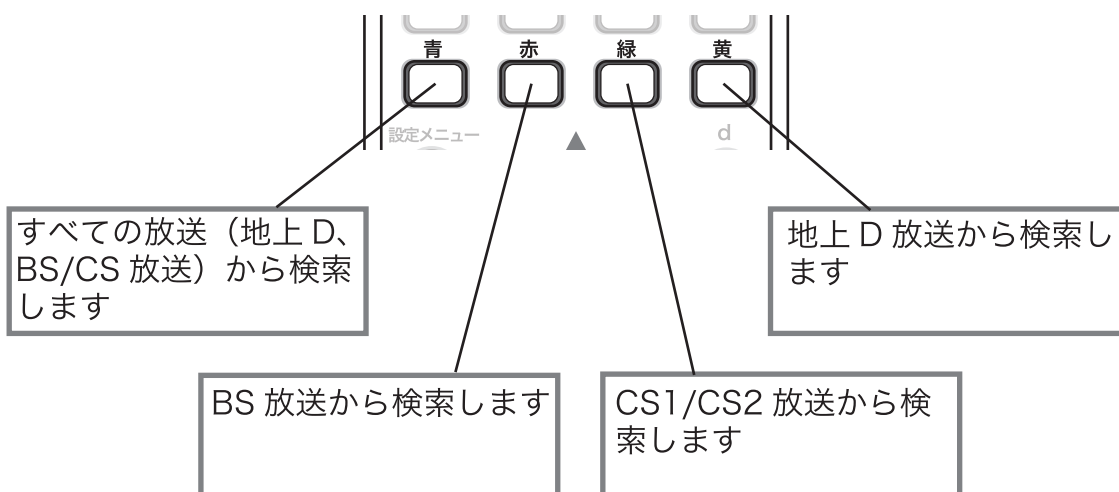 青 赤 緑 黄
設定メニュー ▲ d
すべての放送（地上 D、
BS/CS 放送）から検索
します
地上 D 放送から検索し
ます
BS 放送から検索します
CS1/CS2 放送から検
索します